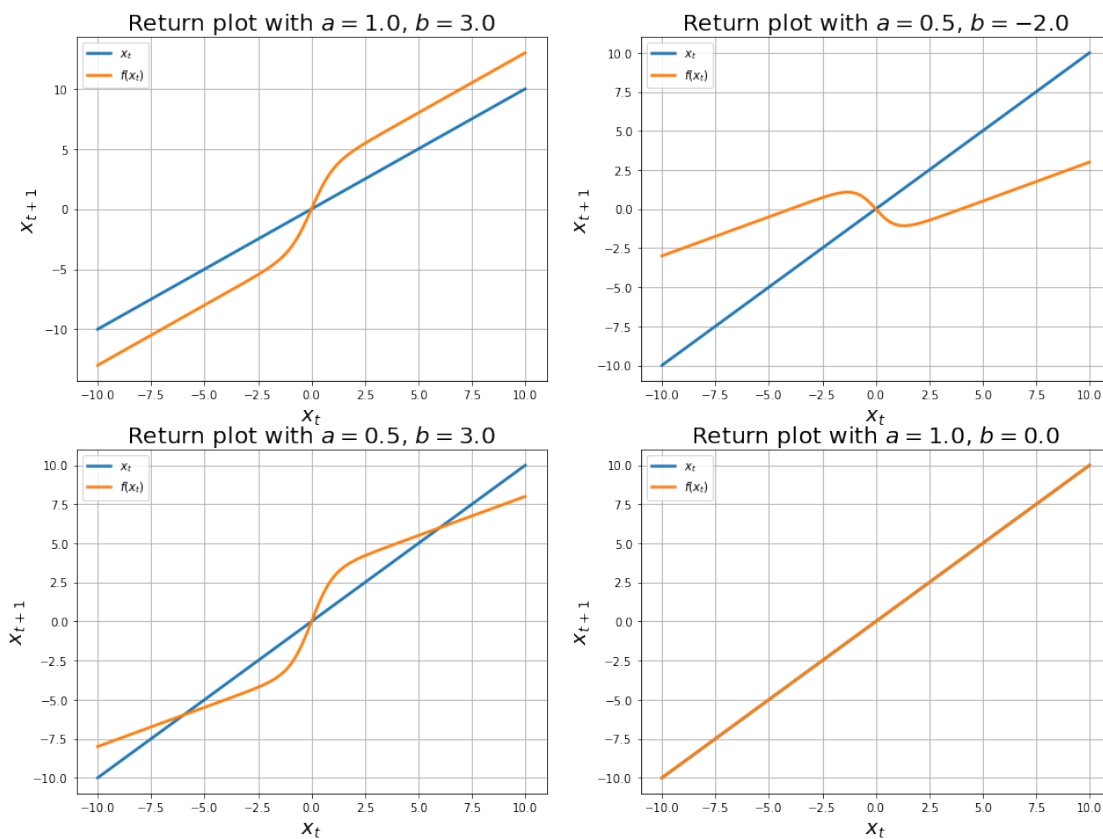 Return plot with a = 1.0, b = 3.0
x_t
f(x_t)
10
5
0
−5
−10
x_{t+1}
−10.0 −7.5 −5.0 −2.5 0.0 2.5 5.0 7.5 10.0
x_t
Return plot with a = 0.5, b = −2.0
x_t
f(x_t)
10.0
7.5
5.0
2.5
0.0
−2.5
−5.0
−7.5
−10.0
x_{t+1}
−10.0 −7.5 −5.0 −2.5 0.0 2.5 5.0 7.5 10.0
x_t
Return plot with a = 0.5, b = 3.0
x_t
f(x_t)
10.0
7.5
5.0
2.5
0.0
−2.5
−5.0
−7.5
−10.0
x_{t+1}
−10.0 −7.5 −5.0 −2.5 0.0 2.5 5.0 7.5 10.0
x_t
Return plot with a = 1.0, b = 0.0
x_t
f(x_t)
10.0
7.5
5.0
2.5
0.0
−2.5
−5.0
−7.5
−10.0
x_{t+1}
−10.0 −7.5 −5.0 −2.5 0.0 2.5 5.0 7.5 10.0
x_t